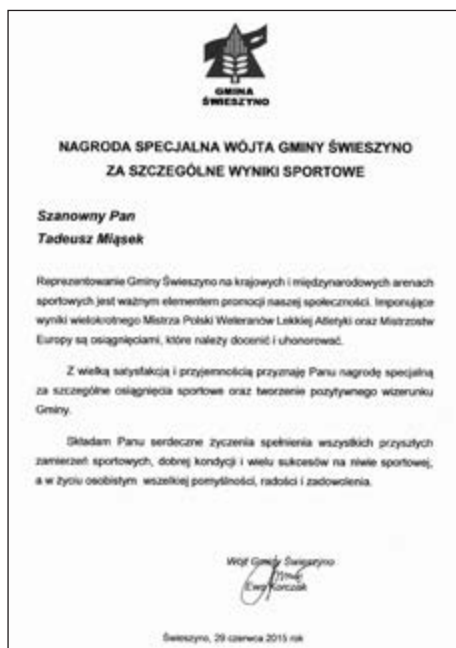 GMINA
ŚWIESZYNO
NAGRODA SPECJALNA WÓJTA GMINY ŚWIESZYNO
ZA SZCZEGÓLNE WYNIKI SPORTOWE
Szanowny Pan
Tadeusz Miąsek
Reprezentowanie Gminy Świeszyno na krajowych i międzynarodowych arenach
sportowych jest ważnym elementem promocji naszej społeczności. Imponujące
wyniki wielokrotnego Mistrza Polski Weteranów Lekkiej Atletyki oraz Mistrzostw
Europy są osiągnięciami, które należy docenić i uhonorować.
Z wielką satysfakcją i przyjemnością przyznaję Panu nagrodę specjalną
za szczególne osiągnięcia sportowe oraz tworzenie pozytywnego wizerunku
Gminy.
Składam Panu serdeczne życzenia spełnienia wszystkich przyszłych
zamierzeń sportowych, dobrej kondycji i wielu sukcesów na niwie sportowej,
a w życiu osobistym wszelkiej pomyślności, radości i zadowolenia.
Wójt Gminy Świeszyno
Ewa Korczak
Świeszyno, 29 czerwca 2015 rok